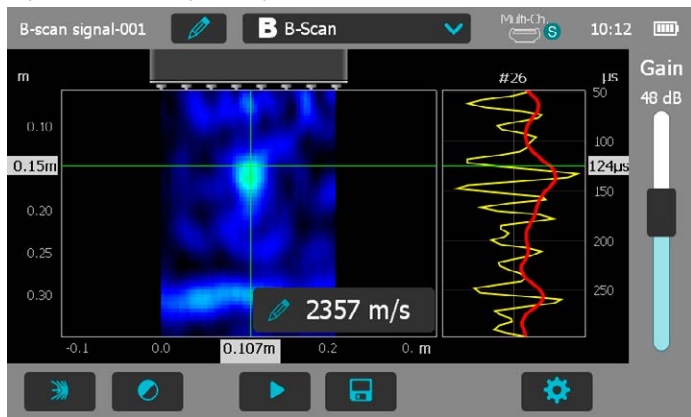 B-scan signal-001
B B-Scan
Multi-Ch.
S
10:12
m
#26
µs
Gain
48 dB
50
0.10
100
0.15m
124µs
150
0.20
200
0.25
0.30
250
2357 m/s
-0.1 0.0 0.107m 0.2 0. m